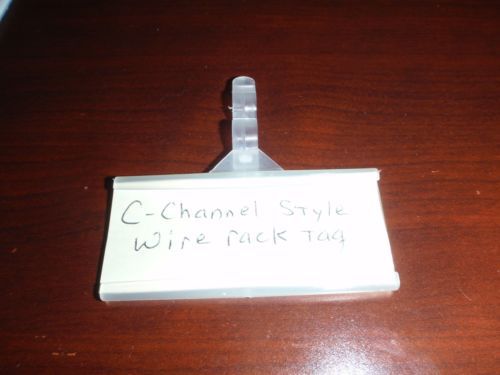 C-Channel Style
Wire rack Tag